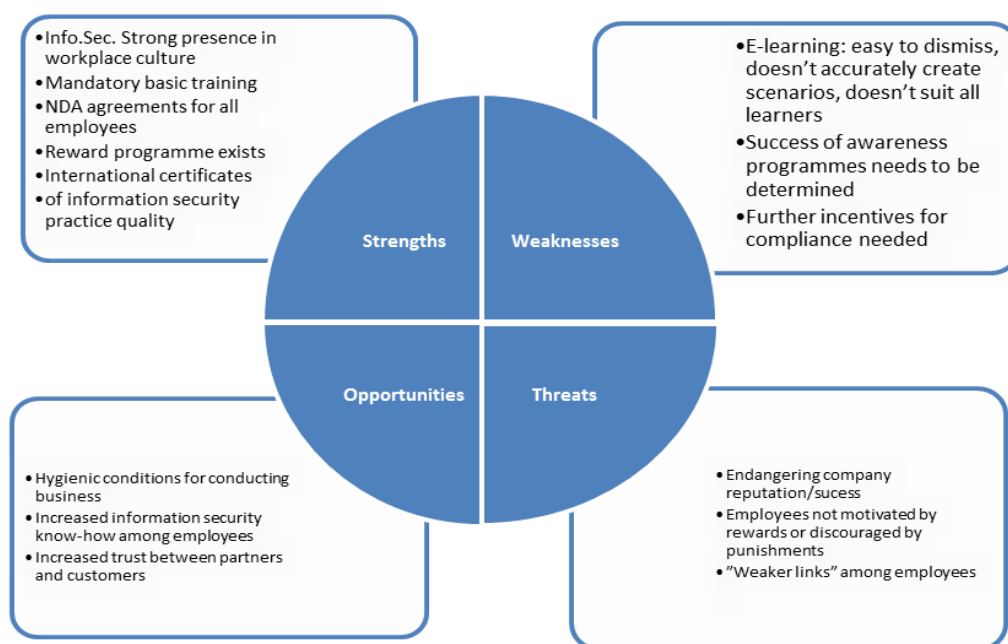 •Info.Sec. Strong presence in
workplace culture
•Mandatory basic training
•NDA agreements for all
employees
•Reward programme exists
•International certificates
•of information security
practice quality
•E-learning: easy to dismiss,
doesn't accurately create
scenarios, doesn't suit all
learners
•Success of awareness
programmes needs to be
determined
•Further incentives for
compliance needed
Strengths
Weaknesses
Opportunities
Threats
•Hygienic conditions for conducting
business
•Increased information security
know-how among employees
•Increased trust between partners
and customers
•Endangering company
reputation/sucess
•Employees not motivated by
rewards or discouraged by
punishments
•"Weaker links" among employees